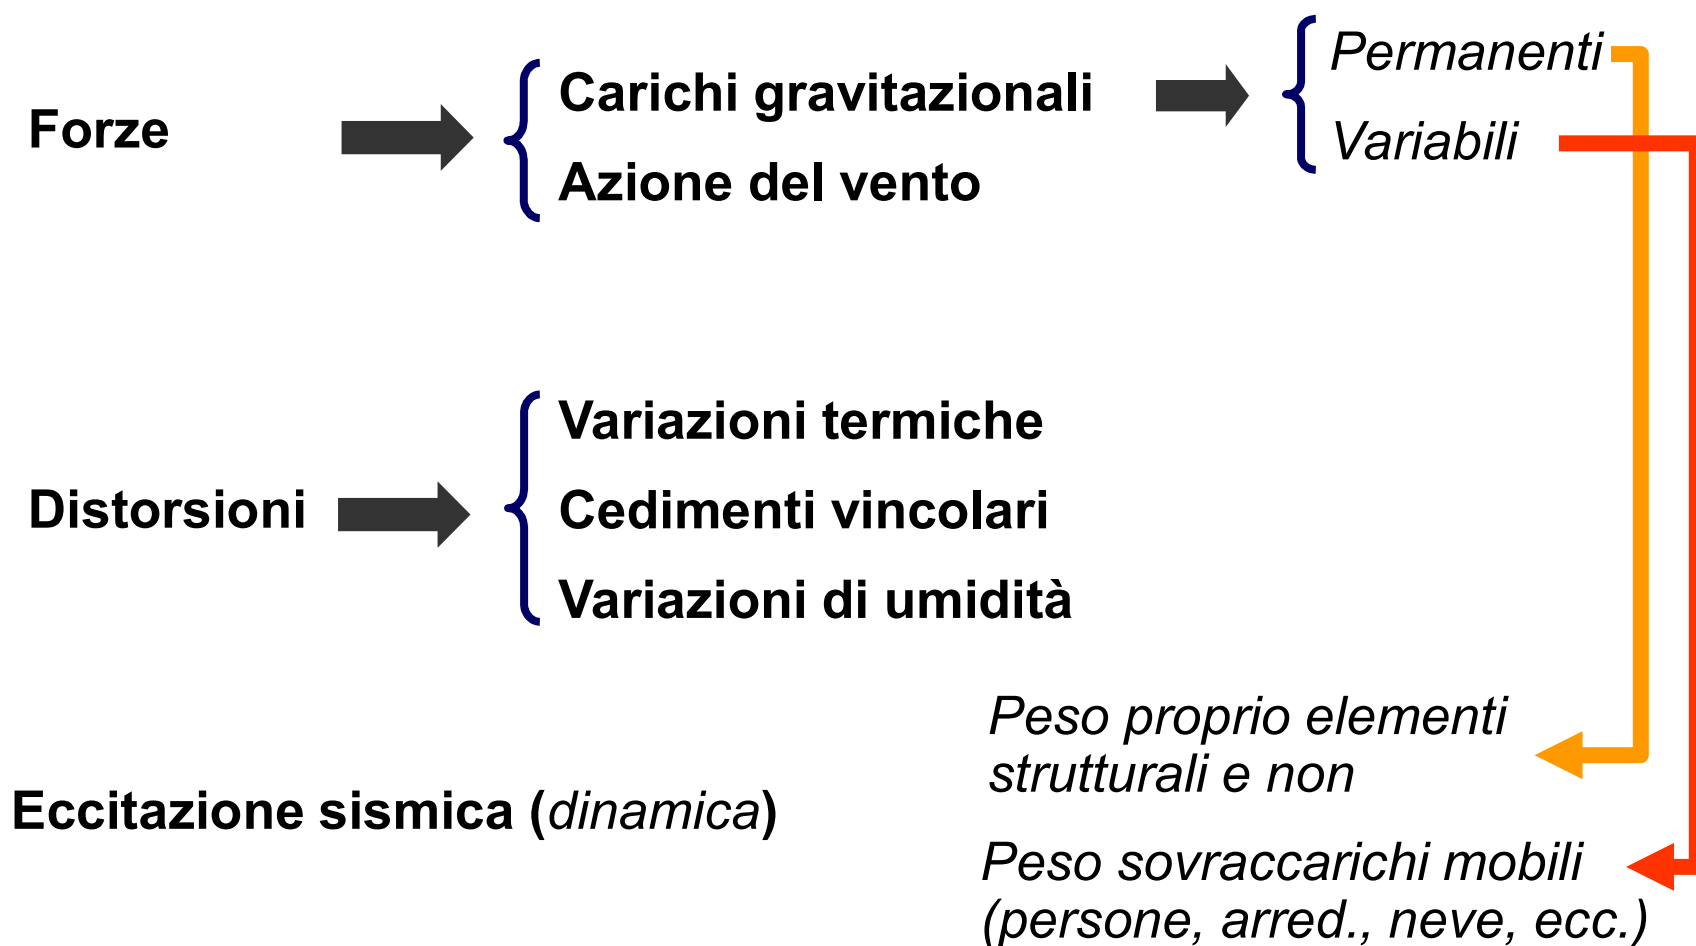 Forze
Carichi gravitazionali
Azione del vento
Permanenti
Variabili
Distorsioni
Variazioni termiche
Cedimenti vincolari
Variazioni di umidità
Eccitazione sismica (dinamica)
Peso proprio elementi
strutturali e non
Peso sovraccarichi mobili
(persone, arred., neve, ecc.)